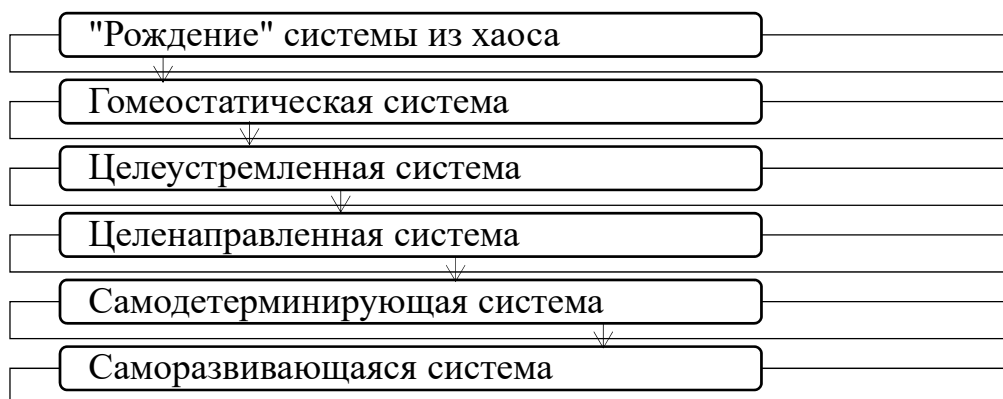 "Рождение" системы из хаоса
Гомеостатическая система
Целеустремленная система
Целенаправленная система
Самодетерминирующая система
Саморазвивающаяся система